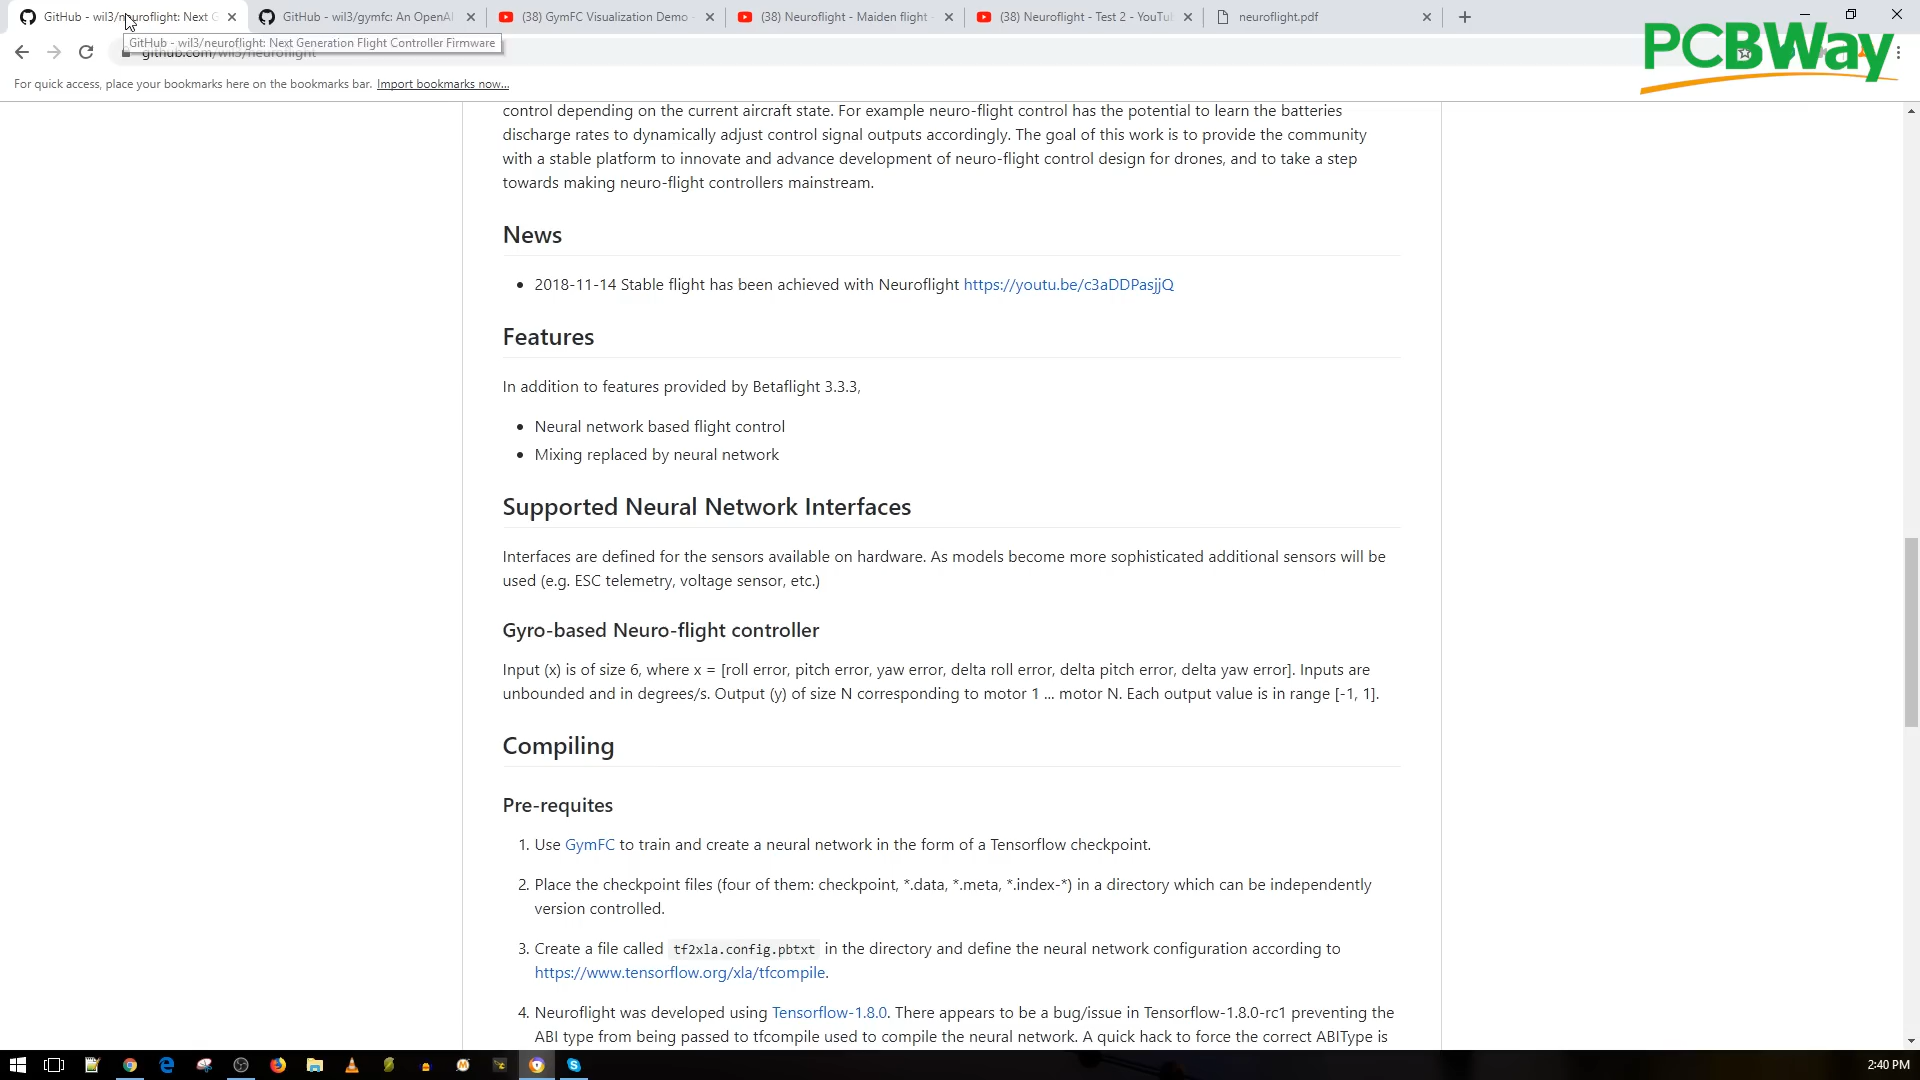 GitHub - wil3/neuroflight: Next G
GitHub - wil3/gymfc: An OpenAI
(38) GymFC Visualization Demo -
(38) Neuroflight - Maiden flight -
(38) Neuroflight - Test 2 - YouTu
neuroflight.pdf
GitHub - wil3/neuroflight: Next Generation Flight Controller Firmware
github.com/wil3/neuroflight
PCBWay
For quick access, place your bookmarks here on the bookmarks bar. Import bookmarks now...
control depending on the current aircraft state. For example neuro-flight control has the potential to learn the batteries
discharge rates to dynamically adjust control signal outputs accordingly. The goal of this work is to provide the community
with a stable platform to innovate and advance development of neuro-flight control design for drones, and to take a step
towards making neuro-flight controllers mainstream.
News
• 2018-11-14 Stable flight has been achieved with Neuroflight https://youtu.be/c3aDDPasjjQ
Features
In addition to features provided by Betaflight 3.3.3,
• Neural network based flight control
• Mixing replaced by neural network
Supported Neural Network Interfaces
Interfaces are defined for the sensors available on hardware. As models become more sophisticated additional sensors will be
used (e.g. ESC telemetry, voltage sensor, etc.)
Gyro-based Neuro-flight controller
Input (x) is of size 6, where x = [roll error, pitch error, yaw error, delta roll error, delta pitch error, delta yaw error]. Inputs are
unbounded and in degrees/s. Output (y) of size N corresponding to motor 1 ... motor N. Each output value is in range [-1, 1].
Compiling
Pre-requites
1. Use GymFC to train and create a neural network in the form of a Tensorflow checkpoint.
2. Place the checkpoint files (four of them: checkpoint, *.data, *.meta, *.index-*) in a directory which can be independently
version controlled.
3. Create a file called tf2xla.config.pbtxt in the directory and define the neural network configuration according to
https://www.tensorflow.org/xla/tfcompile.
4. Neuroflight was developed using Tensorflow-1.8.0. There appears to be a bug/issue in Tensorflow-1.8.0-rc1 preventing the
ABI type from being passed to tfcompile used to compile the neural network. A quick hack to force the correct ABIType is
2:40 PM